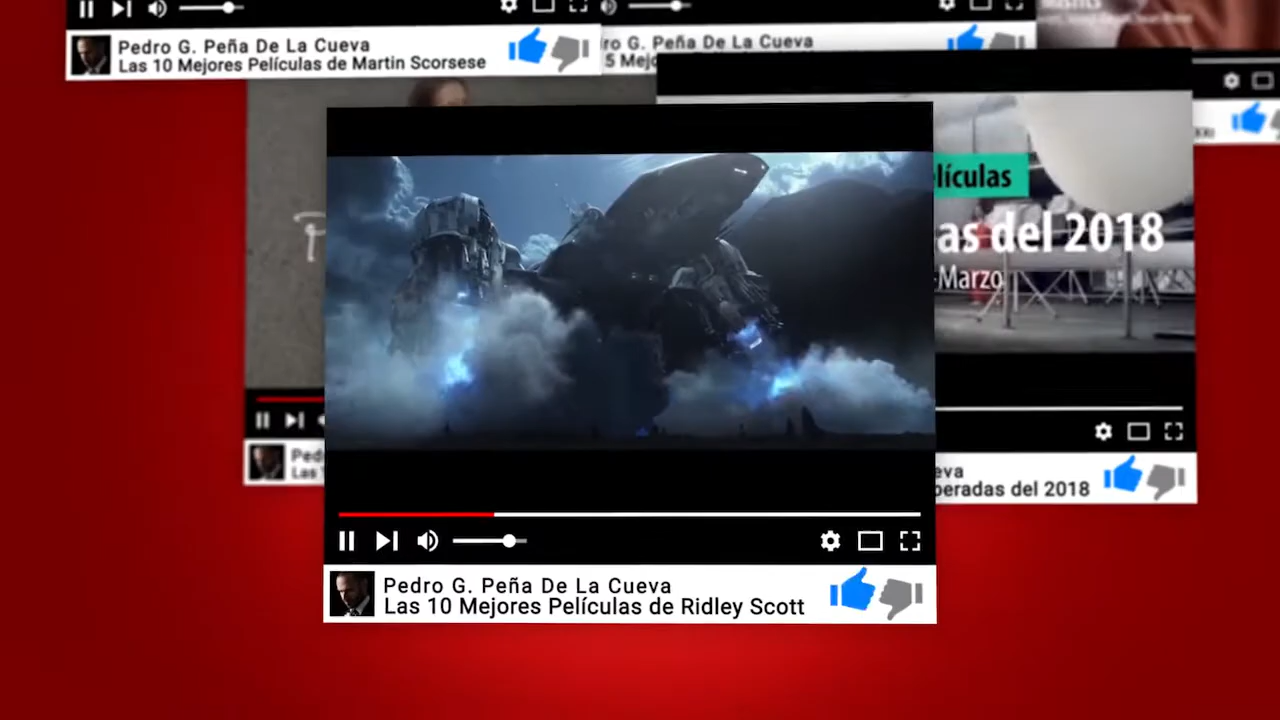 Pedro G. Peña De La Cueva
Las 10 Mejores Películas de Martin Scorsese
G. Peña De La Cueva
5
lículas
as del 2018
-Marzo
Las
eva
peradas del 2018
Pedro G. Peña De La Cueva
Las 10 Mejores Películas de Ridley Scott